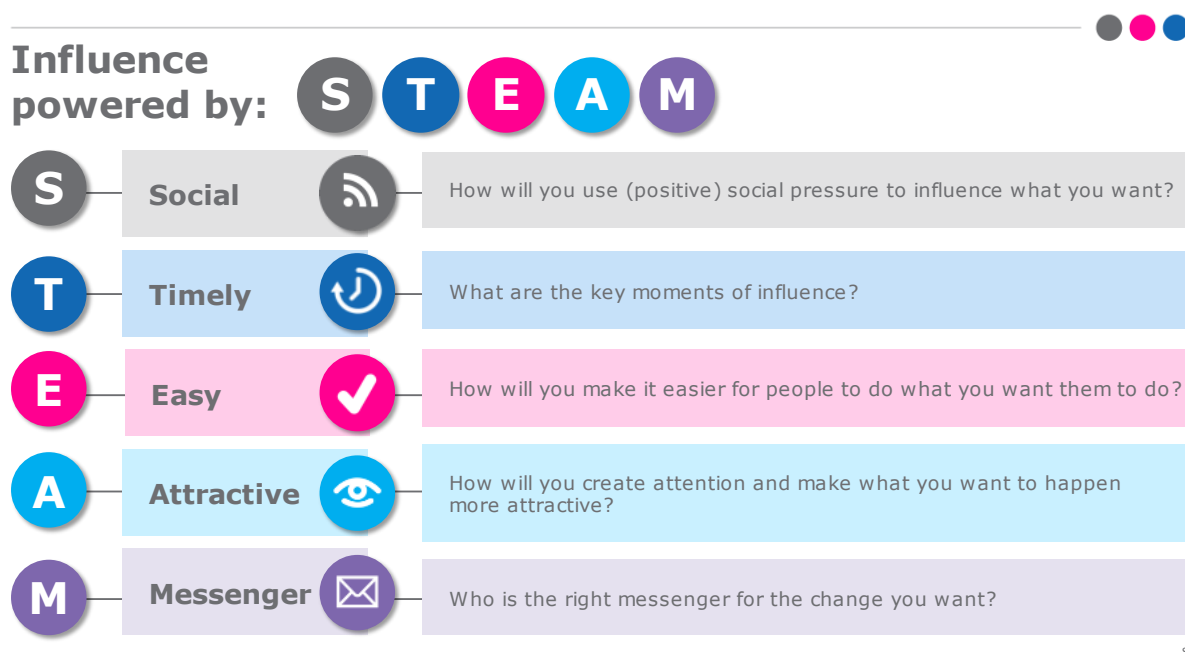 Influence
powered by:
S T E A M
S
Social
How will you use (positive) social pressure to influence what you want?
T
Timely
What are the key moments of influence?
E
Easy
How will you make it easier for people to do what you want them to do?
A
Attractive
How will you create attention and make what you want to happen
more attractive?
M
Messenger
Who is the right messenger for the change you want?